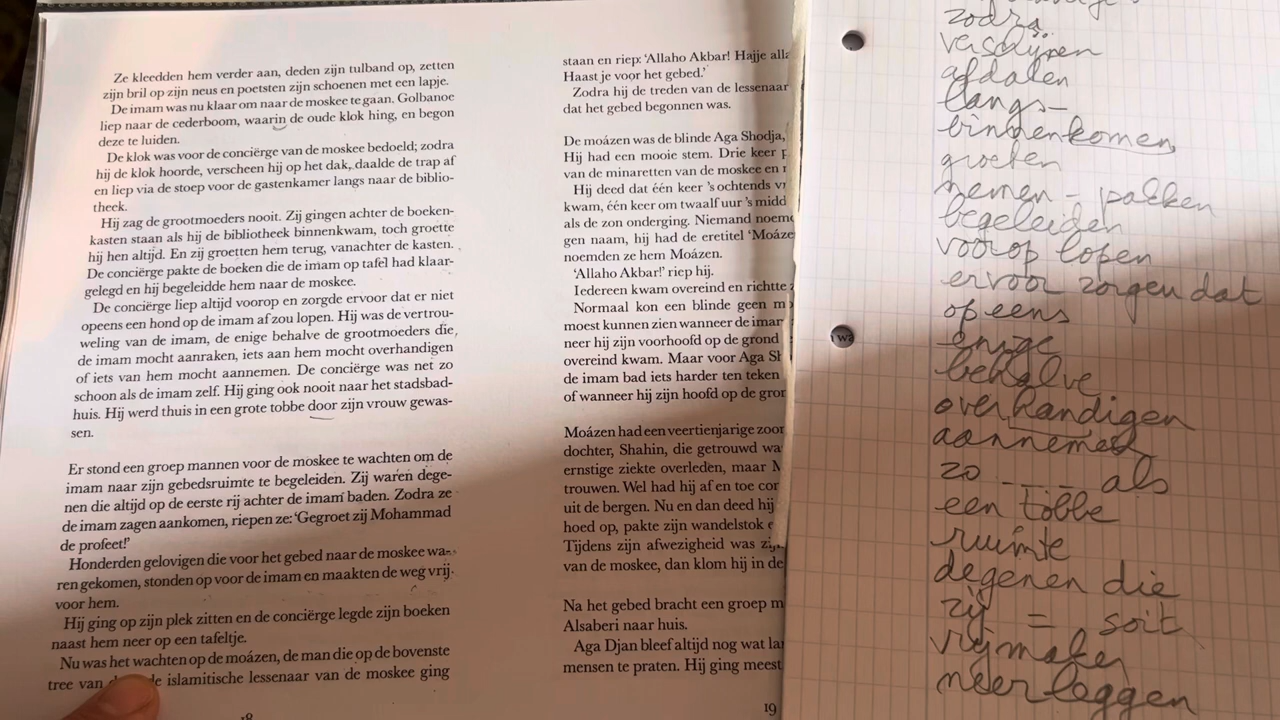 Ze kleedden hem verder aan, deden zijn tulband op, zetten
zijn bril op zijn neus en poetsten zijn schoenen met een lapje.
De imam was nu klaar om naar de moskee te gaan. Golbanoe
liep naar de cederboom, waarin de oude klok hing, en begon
deze te luiden.
De klok was voor de conciërge van de moskee bedoeld; zodra
hij de klok hoorde, verscheen hij op het dak, daalde de trap af
en liep via de stoep voor de gastenkamer langs naar de biblio-
theek.
Hij zag de grootmoeders nooit. Zij gingen achter de boeken-
kasten staan als hij de bibliotheek binnenkwam, toch groette
hij hen altijd. En zij groetten hem terug, vanachter de kasten.
De conciërge pakte de boeken die de imam op tafel had klaar-
gelegd en hij begeleidde hem naar de moskee.
De conciërge liep altijd voorop en zorgde ervoor dat er niet
opeens een hond op de imam af zou lopen. Hij was de vertrou-
weling van de imam, de enige behalve de grootmoeders die
de imam mocht aanraken, iets aan hem mocht overhandigen
of iets van hem mocht aannemen. De conciërge was net zo
schoon als de imam zelf. Hij ging ook nooit naar het stadsbad-
huis. Hij werd thuis in een grote tobbe door zijn vrouw gewas-
sen.
Er stond een groep mannen voor de moskee te wachten om de
imam naar zijn gebedsruimte te begeleiden. Zij waren dege-
nen die altijd op de eerste rij achter de imam baden. Zodra ze
de imam zagen aankomen, riepen ze: 'Gegroet zij Mohammad
de profeet!'
Honderden gelovigen die voor het gebed naar de moskee wa-
ren gekomen, stonden op voor de imam en maakten de weg vrij
voor hem.
Hij ging op zijn plek zitten en de conciërge legde zijn boeken
naast hem neer op een tafeltje.
Nu was het wachten op de moázen, de man die op de bovenste
tree van de islamitische lessenaar van de moskee ging
18
staan en riep: 'Allaho Akbar! Hajje alla
Haast je voor het gebed.'
Zodra hij de treden van de lessenaar
dat het gebed begonnen was.
De moázen was de blinde Aga Shodja,
Hij had een mooie stem. Drie keer p
van de minaretten van de moskee en r
Hij deed dat één keer 's ochtends v
kwam, één keer om twaalf uur 's midd
als de zon onderging. Niemand noem
gen naam, hij had de eretitel 'Moáze
noemden ze hem Moázen.
'Allaho Akbar!' riep hij.
Iedereen kwam overeind en richtte z
Normaal kon een blinde geen m
moest kunnen zien wanneer de imar
neer hij zijn voorhoofd op de grond
overeind kwam. Maar voor Aga Sh
de imam bad iets harder ten teken
of wanneer hij zijn hoofd op de gror
Moázen had een veertienjarige zoor
dochter, Shahin, die getrouwd wa
ernstige ziekte overleden, maar M
trouwen. Wel had hij af en toe con
uit de bergen. Nu en dan deed hij
hoed op, pakte zijn wandelstok e
Tijdens zijn afwezigheid was zij
van de moskee, dan klom hij in de
Na het gebed bracht een groep m
Alsaberi naar huis.
Aga Djan bleef altijd nog wat la
mensen te praten. Hij ging meest
19
zodra
verschijnen
afdalen
langs-
binnenkomen
groeten
nemen - pakken
begeleiden
voorop lopen
ervoor zorgen dat
opeens
enige
behalve
overhandigen
aannemen
zo ---- als
een tobbe
ruimte
degenen die
zij = soit
vrijmaken
neerleggen